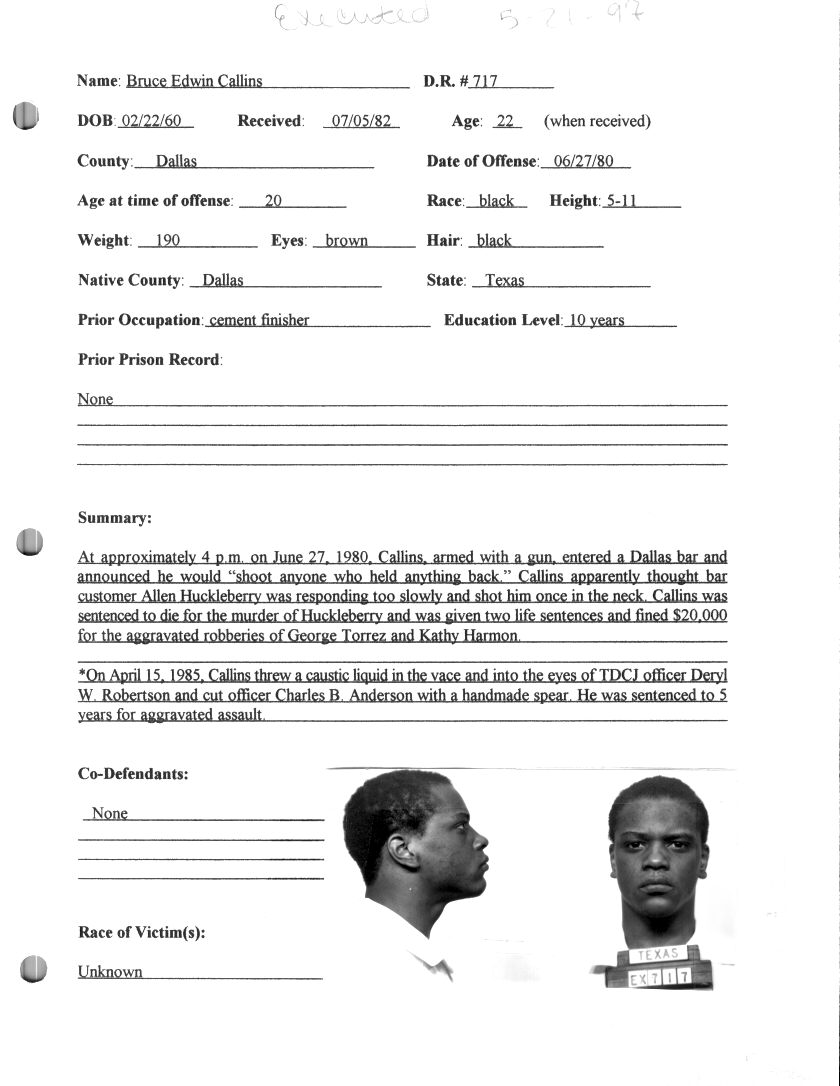 Executed 5-21-97
Name: Bruce Edwin Callins D.R. # 717
DOB: 02/22/60 Received: 07/05/82 Age: 22 (when received)
County: Dallas Date of Offense: 06/27/80
Age at time of offense: 20 Race: black Height: 5-11
Weight: 190 Eyes: brown Hair: black
Native County: Dallas State: Texas
Prior Occupation: cement finisher Education Level: 10 years
Prior Prison Record:
None
Summary:
At approximately 4 p.m. on June 27, 1980, Callins, armed with a gun, entered a Dallas bar and
announced he would “shoot anyone who held anything back.” Callins apparently thought bar
customer Allen Huckleberry was responding too slowly and shot him once in the neck. Callins was
sentenced to die for the murder of Huckleberry and was given two life sentences and fined $20,000
for the aggravated robberies of George Torrez and Kathy Harmon.
*On April 15, 1985, Callins threw a caustic liquid in the vace and into the eyes of TDCJ officer Deryl
W. Robertson and cut officer Charles B. Anderson with a handmade spear. He was sentenced to 5
years for aggravated assault.
Co-Defendants:
None
Race of Victim(s):
Unknown
TEXAS
EX 7 1 7